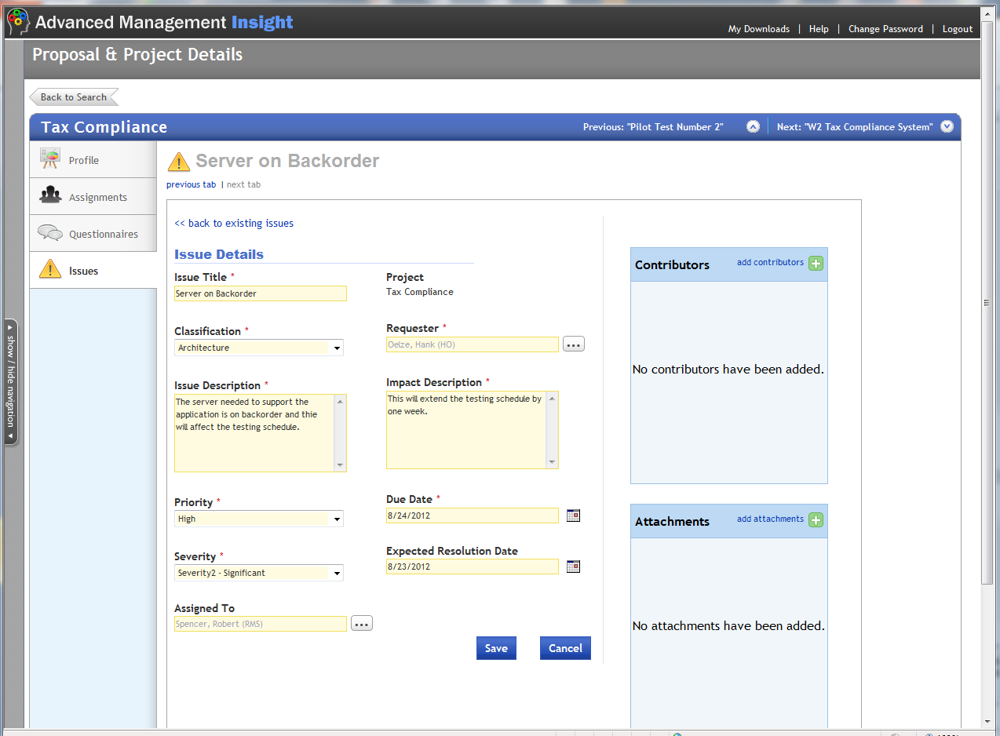 Advanced Management Insight
My Downloads | Help | Change Password | Logout
Proposal & Project Details
Back to Search
Tax Compliance
Previous: "Pilot Test Number 2"
Next: "W2 Tax Compliance System"
Profile
Assignments
Questionnaires
Issues
show / hide navigation
Server on Backorder
previous tab | next tab
<< back to existing issues
Issue Details
Issue Title *
Server on Backorder
Project
Tax Compliance
Classification *
Architecture
Requester *
Oelze, Hank (HO)
...
Issue Description *
The server needed to support the
application is on backorder and thie
will affect the testing schedule.
Impact Description *
This will extend the testing schedule by
one week.
Priority *
High
Due Date *
8/24/2012
Severity *
Severity2 - Significant
Expected Resolution Date
8/23/2012
Assigned To
Spencer, Robert (RMS)
...
Save
Cancel
Contributors
add contributors
No contributors have been added.
Attachments
add attachments
No attachments have been added.